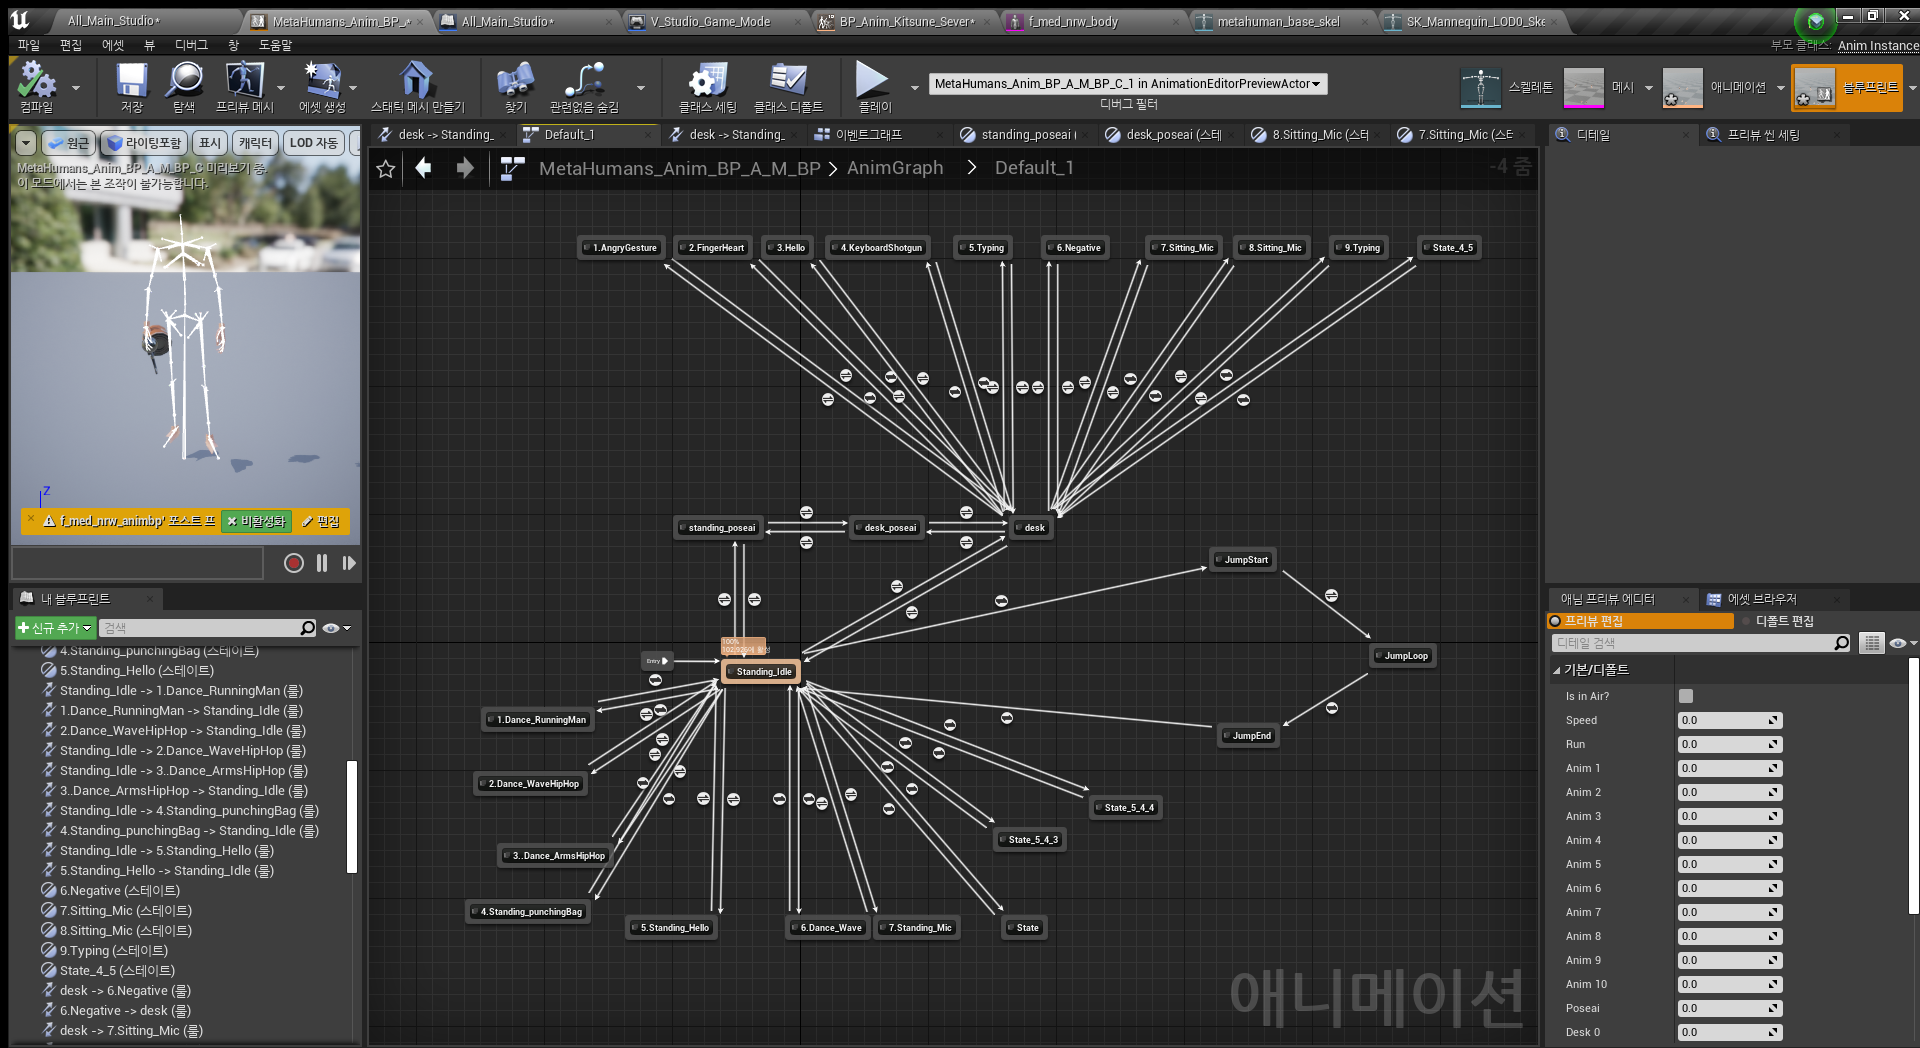 All_Main_Studio*
MetaHumans_Anim_BP_*
All_Main_Studio*
V_Studio_Game_Mode
BP_Anim_Kitsune_Sever*
f_med_nrw_body
metahuman_base_skel
SK_Mannequin_LOD0_Ske
파일 편집 에셋 뷰 디버그 창 도움말
부모 클래스: Anim Instance
컴파일
저장
탐색
프리뷰 메시
에셋 생성
스태틱 메시 만들기
찾기
관련없음 숨김
클래스 세팅
클래스 디폴트
플레이
MetaHumans_Anim_BP_A_M_BP_C_1 in AnimationEditorPreviewActor
디버그 필터
스켈레톤
메시
애니메이션
블루프린트
desk -> Standing_
Default_1
desk -> Standing_
이벤트그래프
standing_poseai (
desk_poseai (스테
8.Sitting_Mic (스터
7.Sitting_Mic (스E
디테일
프리뷰 씬 세팅
원근 라이팅포함 표시 캐릭터 LOD 자동
MetaHumans_Anim_BP_A_M_BP_C 미리보기 중.
이 모드에서는 본 조작이 불가능합니다.
MetaHumans_Anim_BP_A_M_BP > AnimGraph > Default_1
-4 줌
1.AngryGesture
2.FingerHeart
3.Hello
4.KeyboardShotgun
5.Typing
6.Negative
7.Sitting_Mic
8.Sitting_Mic
9.Typing
State_4_5
Z
f_med_nrw_animbp' 포스트 프
비활성화
편집
standing_poseai
desk_poseai
desk
JumpStart
JumpLoop
JumpEnd
100%
Entry
Standing_Idle
1.Dance_RunningMan
2.Dance_WaveHipHop
3..Dance_ArmsHipHop
4.Standing_punchingBag
5.Standing_Hello
6.Dance_Wave
7.Standing_Mic
State
State_5_4_3
State_5_4_4
애니메이션
내 블루프린트
신규 추가
검색
4.Standing_punchingBag (스테이트)
5.Standing_Hello (스테이트)
Standing_Idle -> 1.Dance_RunningMan (룰)
1.Dance_RunningMan -> Standing_Idle (룰)
2.Dance_WaveHipHop -> Standing_Idle (룰)
Standing_Idle -> 2.Dance_WaveHipHop (룰)
Standing_Idle -> 3..Dance_ArmsHipHop (룰)
3..Dance_ArmsHipHop -> Standing_Idle (룰)
Standing_Idle -> 4.Standing_punchingBag (룰)
4.Standing_punchingBag -> Standing_Idle (룰)
Standing_Idle -> 5.Standing_Hello (룰)
5.Standing_Hello -> Standing_Idle (룰)
6.Negative (스테이트)
7.Sitting_Mic (스테이트)
8.Sitting_Mic (스테이트)
9.Typing (스테이트)
State_4_5 (스테이트)
desk -> 6.Negative (룰)
6.Negative -> desk (룰)
desk -> 7.Sitting_Mic (룰)
애님 프리뷰 에디터
에셋 브라우저
프리뷰 편집
디폴트 편집
디테일 검색
기본/디폴트
Is in Air?
Speed 0.0
Run 0.0
Anim 1 0.0
Anim 2 0.0
Anim 3 0.0
Anim 4 0.0
Anim 5 0.0
Anim 6 0.0
Anim 7 0.0
Anim 8 0.0
Anim 9 0.0
Anim 10 0.0
Poseai 0.0
Desk 0 0.0